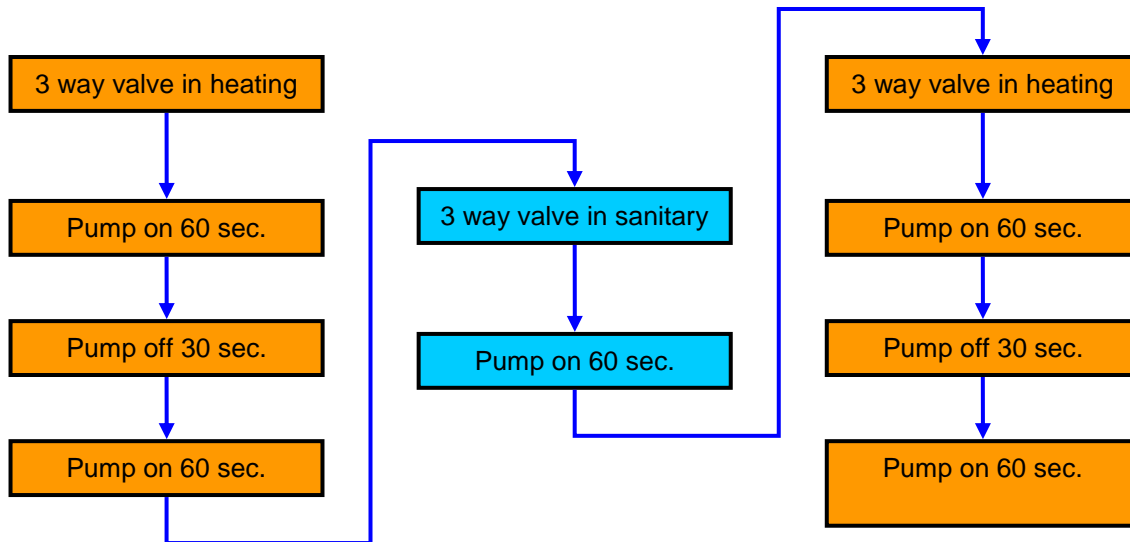 3 way valve in heating
Pump on 60 sec.
Pump off 30 sec.
Pump on 60 sec.
3 way valve in sanitary
Pump on 60 sec.
3 way valve in heating
Pump on 60 sec.
Pump off 30 sec.
Pump on 60 sec.